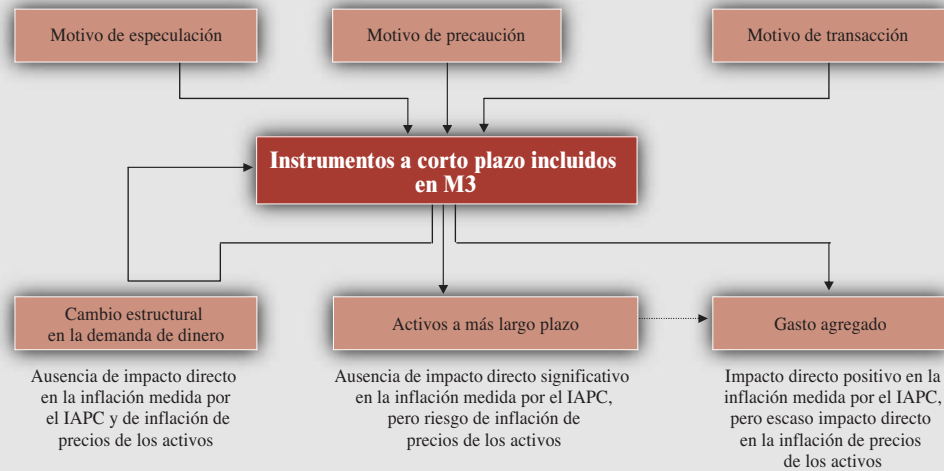 Motivo de especulación
Motivo de precaución
Motivo de transacción
Instrumentos a corto plazo incluidos
en M3
Cambio estructural
en la demanda de dinero
Activos a más largo plazo
Gasto agregado
Ausencia de impacto directo
en la inflación medida por
el IAPC y de inflación de
precios de los activos
Ausencia de impacto directo significativo
en la inflación medida por el IAPC,
pero riesgo de inflación de
precios de los activos
Impacto directo positivo en la
inflación medida por el IAPC,
pero escaso impacto directo
en la inflación de precios
de los activos